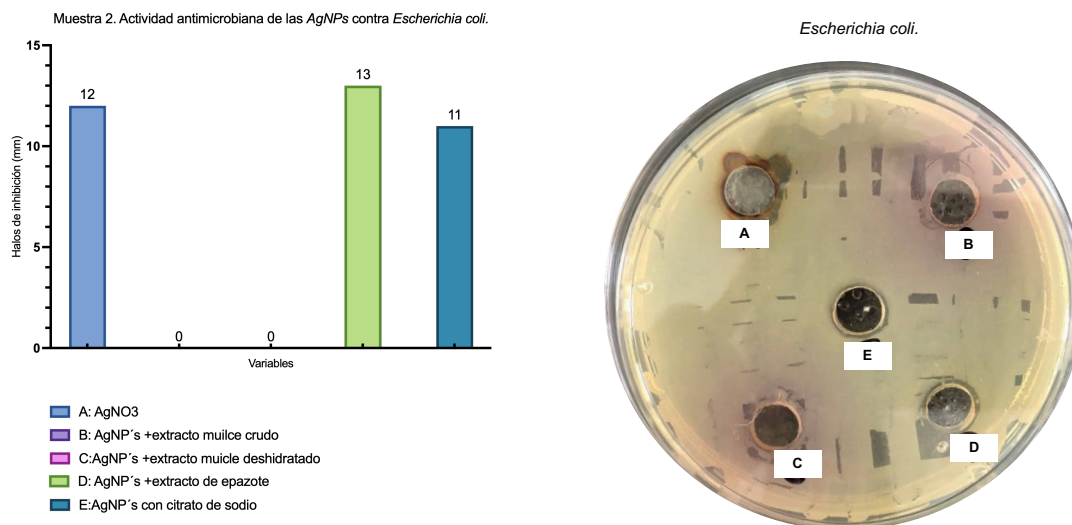 Muestra 2. Actividad antimicrobiana de las AgNPs contra Escherichia coli.
Halos de inhibición (mm)
15
10
5
0
12
0
0
13
11
Variables
A: AgNO3
B: AgNP´s +extracto muilce crudo
C:AgNP´s +extracto muicle deshidratado
D: AgNP´s +extracto de epazote
E:AgNP´s con citrato de sodio
Escherichia coli.
A
B
E
C
D